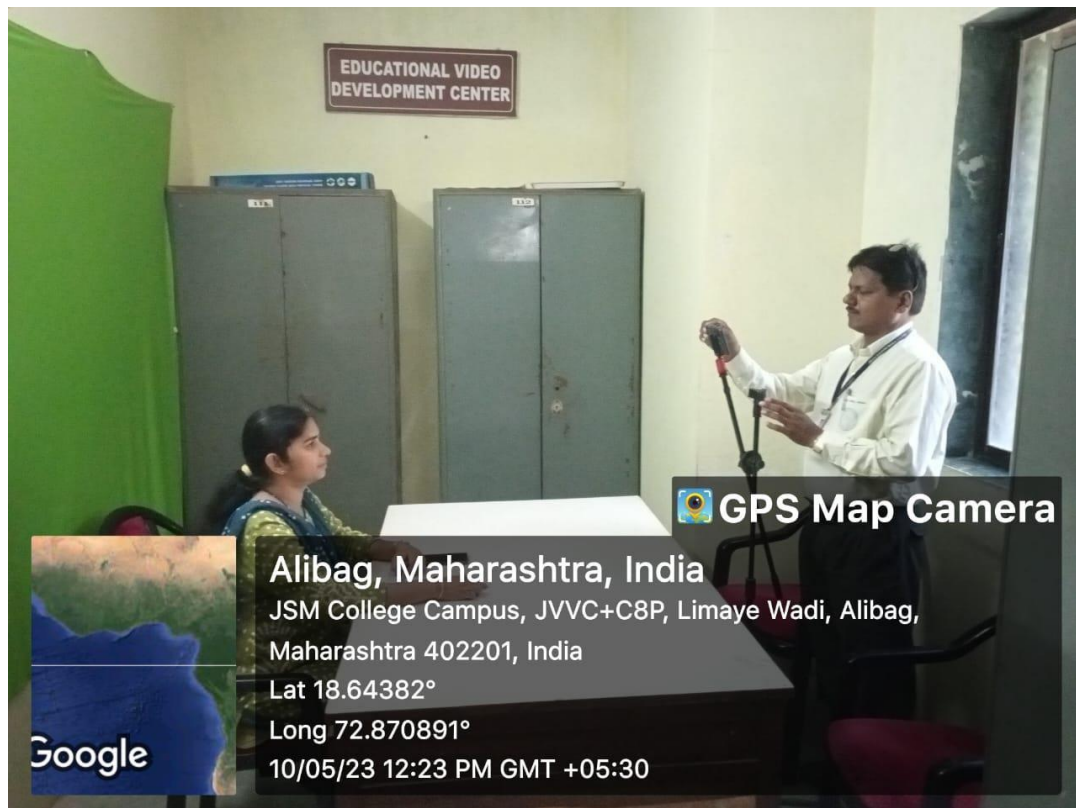 EDUCATIONAL VIDEO
DEVELOPMENT CENTER
112
GPS Map Camera
Alibag, Maharashtra, India
JSM College Campus, JVVC+C8P, Limaye Wadi, Alibag,
Maharashtra 402201, India
Lat 18.64382°
Long 72.870891°
10/05/23 12:23 PM GMT +05:30
Google